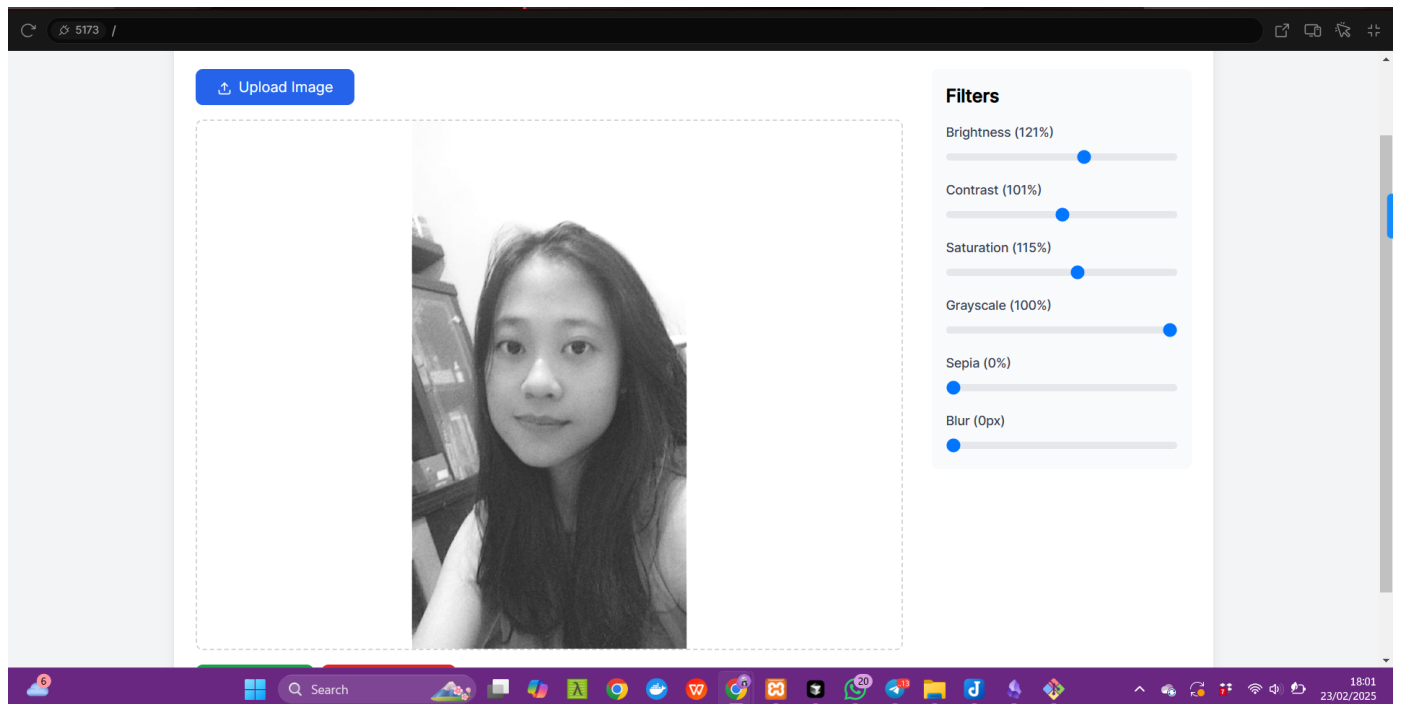 5173 /
Upload Image
Filters
Brightness (121%)
Contrast (101%)
Saturation (115%)
Grayscale (100%)
Sepia (0%)
Blur (0px)
6
Search
20
13
7
18:01
23/02/2025